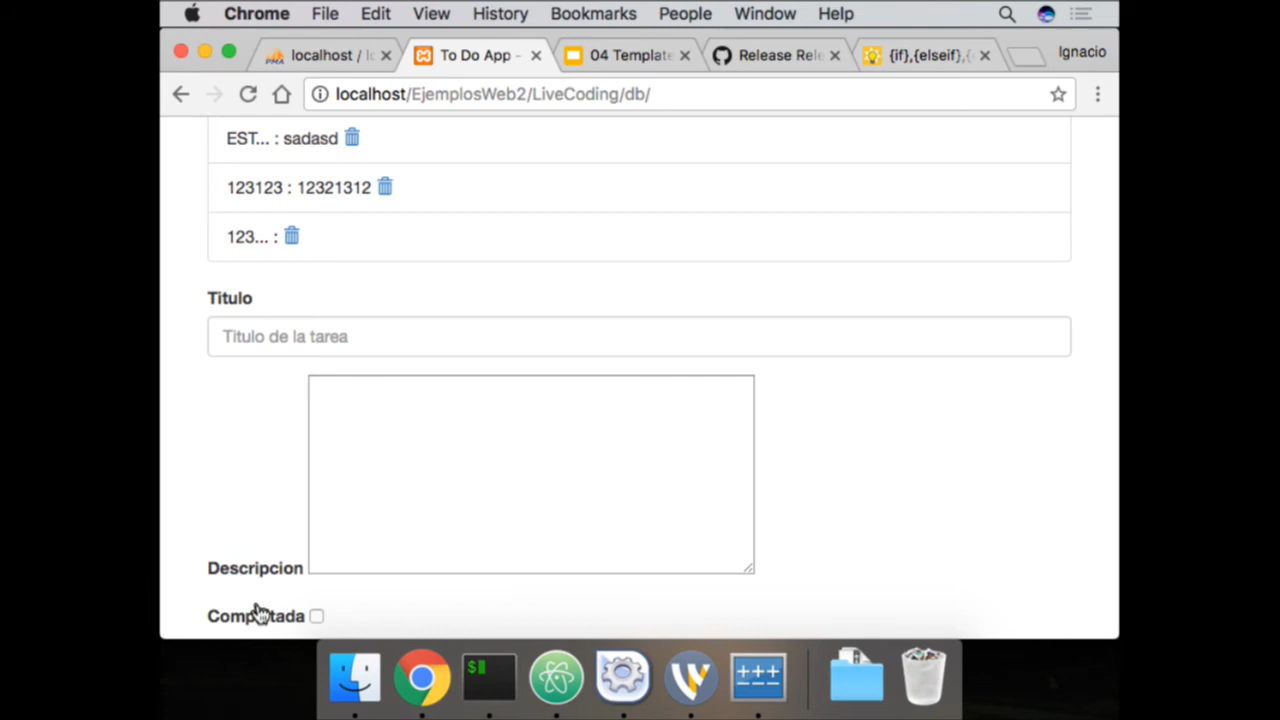 Chrome File Edit View History Bookmarks People Window Help
localhost / lo To Do App - 04 Template Release Rele {if},{elseif},{ Ignacio
localhost/EjemplosWeb2/LiveCoding/db/
EST... : sadasd
123123 : 12321312
123... :
Titulo
Titulo de la tarea
Descripcion
$
+++